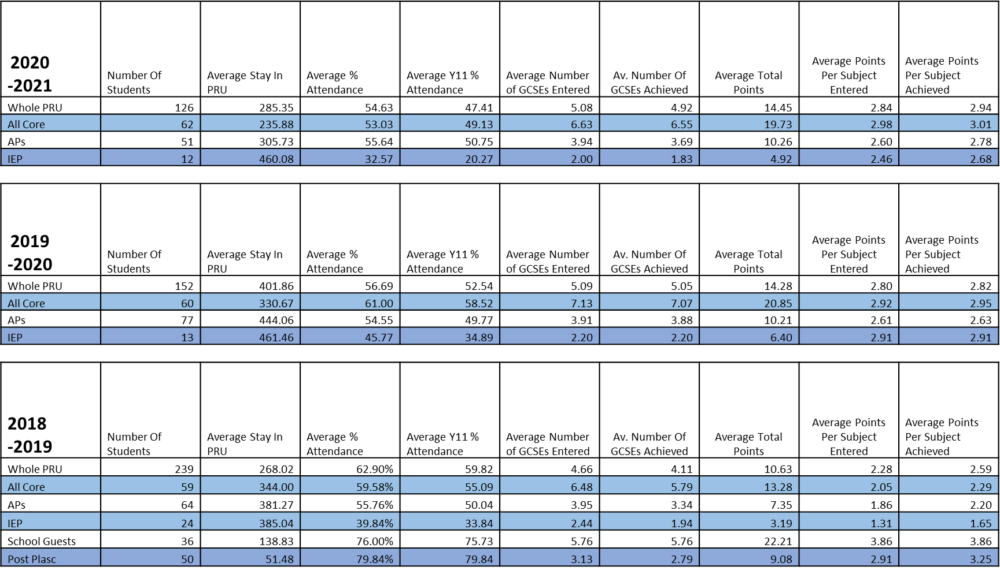 2020
-2021 Number Of Students Average Stay In PRU Average % Attendance Average Y11 % Attendance Average Number of GCSEs Entered Av. Number Of GCSEs Achieved Average Total Points Average Points Per Subject Entered Average Points Per Subject Achieved
Whole PRU 126 285.35 54.63 47.41 5.08 4.92 14.45 2.84 2.94
All Core 62 235.88 53.03 49.13 6.63 6.55 19.73 2.98 3.01
APs 51 305.73 55.64 50.75 3.94 3.69 10.26 2.60 2.78
IEP 12 460.08 32.57 20.27 2.00 1.83 4.92 2.46 2.68
2019
-2020 Number Of Students Average Stay In PRU Average % Attendance Average Y11 % Attendance Average Number of GCSEs Entered Av. Number Of GCSEs Achieved Average Total Points Average Points Per Subject Entered Average Points Per Subject Achieved
Whole PRU 152 401.86 56.69 52.54 5.09 5.05 14.28 2.80 2.82
All Core 60 330.67 61.00 58.52 7.13 7.07 20.85 2.92 2.95
APs 77 444.06 54.55 49.77 3.91 3.88 10.21 2.61 2.63
IEP 13 461.46 45.77 34.89 2.20 2.20 6.40 2.91 2.91
2018
-2019 Number Of Students Average Stay In PRU Average % Attendance Average Y11 % Attendance Average Number of GCSEs Entered Av. Number Of GCSEs Achieved Average Total Points Average Points Per Subject Entered Average Points Per Subject Achieved
Whole PRU 239 268.02 62.90% 59.82 4.66 4.11 10.63 2.28 2.59
All Core 59 344.00 59.58% 55.09 6.48 5.79 13.28 2.05 2.29
APs 64 381.27 55.76% 50.04 3.95 3.34 7.35 1.86 2.20
IEP 24 385.04 39.84% 33.84 2.44 1.94 3.19 1.31 1.65
School Guests 36 138.83 76.00% 75.73 5.76 5.76 22.21 3.86 3.86
Post Plasc 50 51.48 79.84% 79.84 3.13 2.79 9.08 2.91 3.25